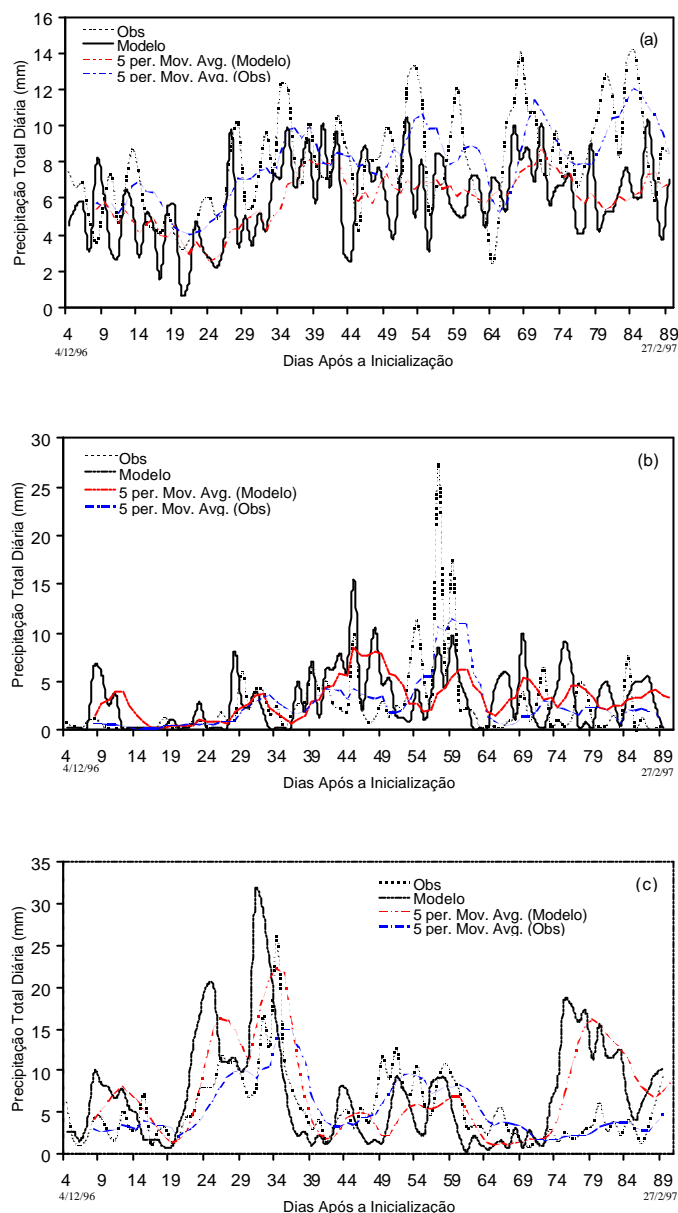 (a)
Obs
Modelo
5 per. Mov. Avg. (Modelo)
5 per. Mov. Avg. (Obs)
Precipitação Total Diária (mm)
16
14
12
10
8
6
4
2
0
4 9 14 19 24 29 34 39 44 49 54 59 64 69 74 79 84 89
4/12/96 27/2/97
Dias Após a Inicialização
(b)
Obs
Modelo
5 per. Mov. Avg. (Modelo)
5 per. Mov. Avg. (Obs)
Precipitação Total Diária (mm)
30
25
20
15
10
5
0
4 9 14 19 24 29 34 39 44 49 54 59 64 69 74 79 84 89
4/12/96 27/2/97
Dias Após a Inicialização
(c)
Obs
Modelo
5 per. Mov. Avg. (Modelo)
5 per. Mov. Avg. (Obs)
Precipitação Total Diária (mm)
35
30
25
20
15
10
5
0
4 9 14 19 24 29 34 39 44 49 54 59 64 69 74 79 84 89
4/12/96 27/2/97
Dias Após a Inicialização